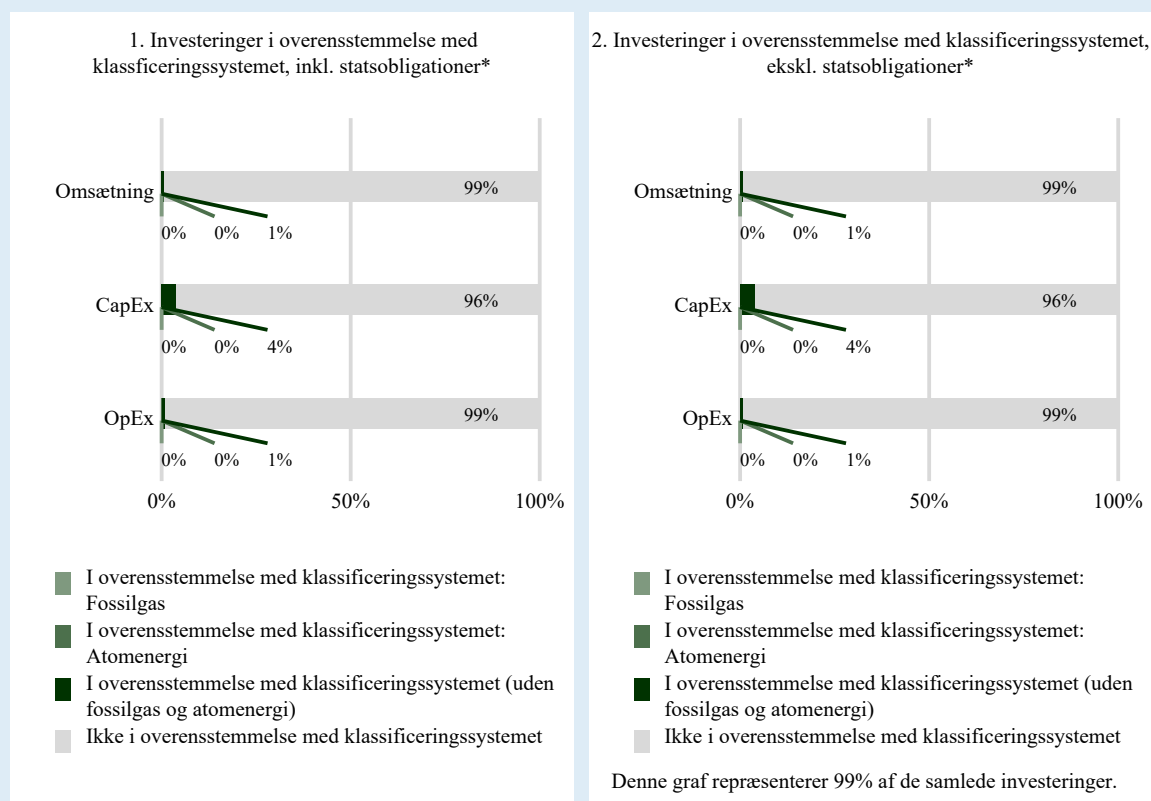 1. Investeringer i overensstemmelse med
klassficeringssystemet, inkl. statsobligationer*
Omsætning
99%
0% 0% 1%
CapEx
96%
0% 0% 4%
OpEx
99%
0% 0% 1%
0% 50% 100%
I overensstemmelse med klassificeringssystemet:
Fossilgas
I overensstemmelse med klassificeringssystemet:
Atomenergi
I overensstemmelse med klassificeringssystemet (uden
fossilgas og atomenergi)
Ikke i overensstemmelse med klassificeringssystemet
2. Investeringer i overensstemmelse med klassificeringssystemet,
ekskl. statsobligationer*
Omsætning
99%
0% 0% 1%
CapEx
96%
0% 0% 4%
OpEx
99%
0% 0% 1%
0% 50% 100%
I overensstemmelse med klassificeringssystemet:
Fossilgas
I overensstemmelse med klassificeringssystemet:
Atomenergi
I overensstemmelse med klassificeringssystemet (uden
fossilgas og atomenergi)
Ikke i overensstemmelse med klassificeringssystemet
Denne graf repræsenterer 99% af de samlede investeringer.